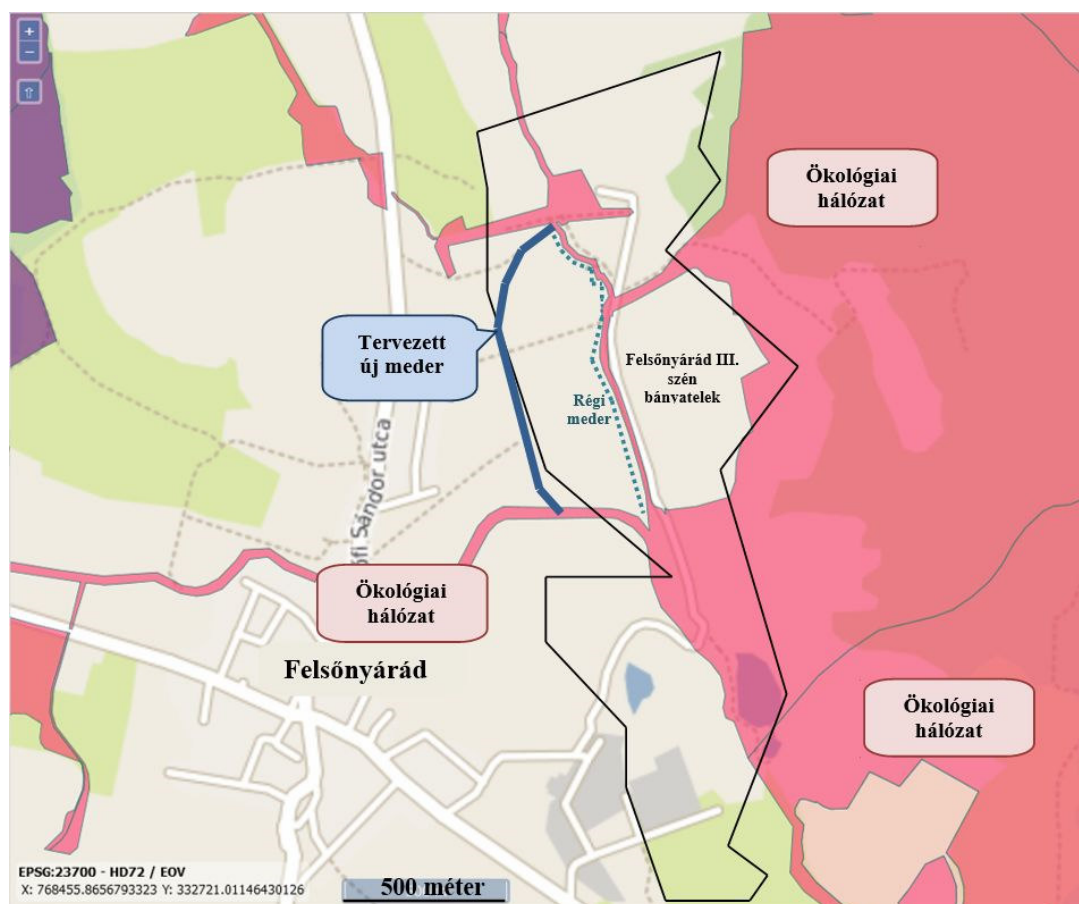 +
−
⇧
Ökológiai
hálózat
Tervezett
új meder
Felsőnyárád III.
szén
bányatelek
Régi
meder
őfi Sándor utca
Ökológiai
hálózat
Felsőnyárád
Ökológiai
hálózat
EPSG:23700 - HD72 / EOV
X: 768455.8656793323 Y: 332721.01146430126
500 méter